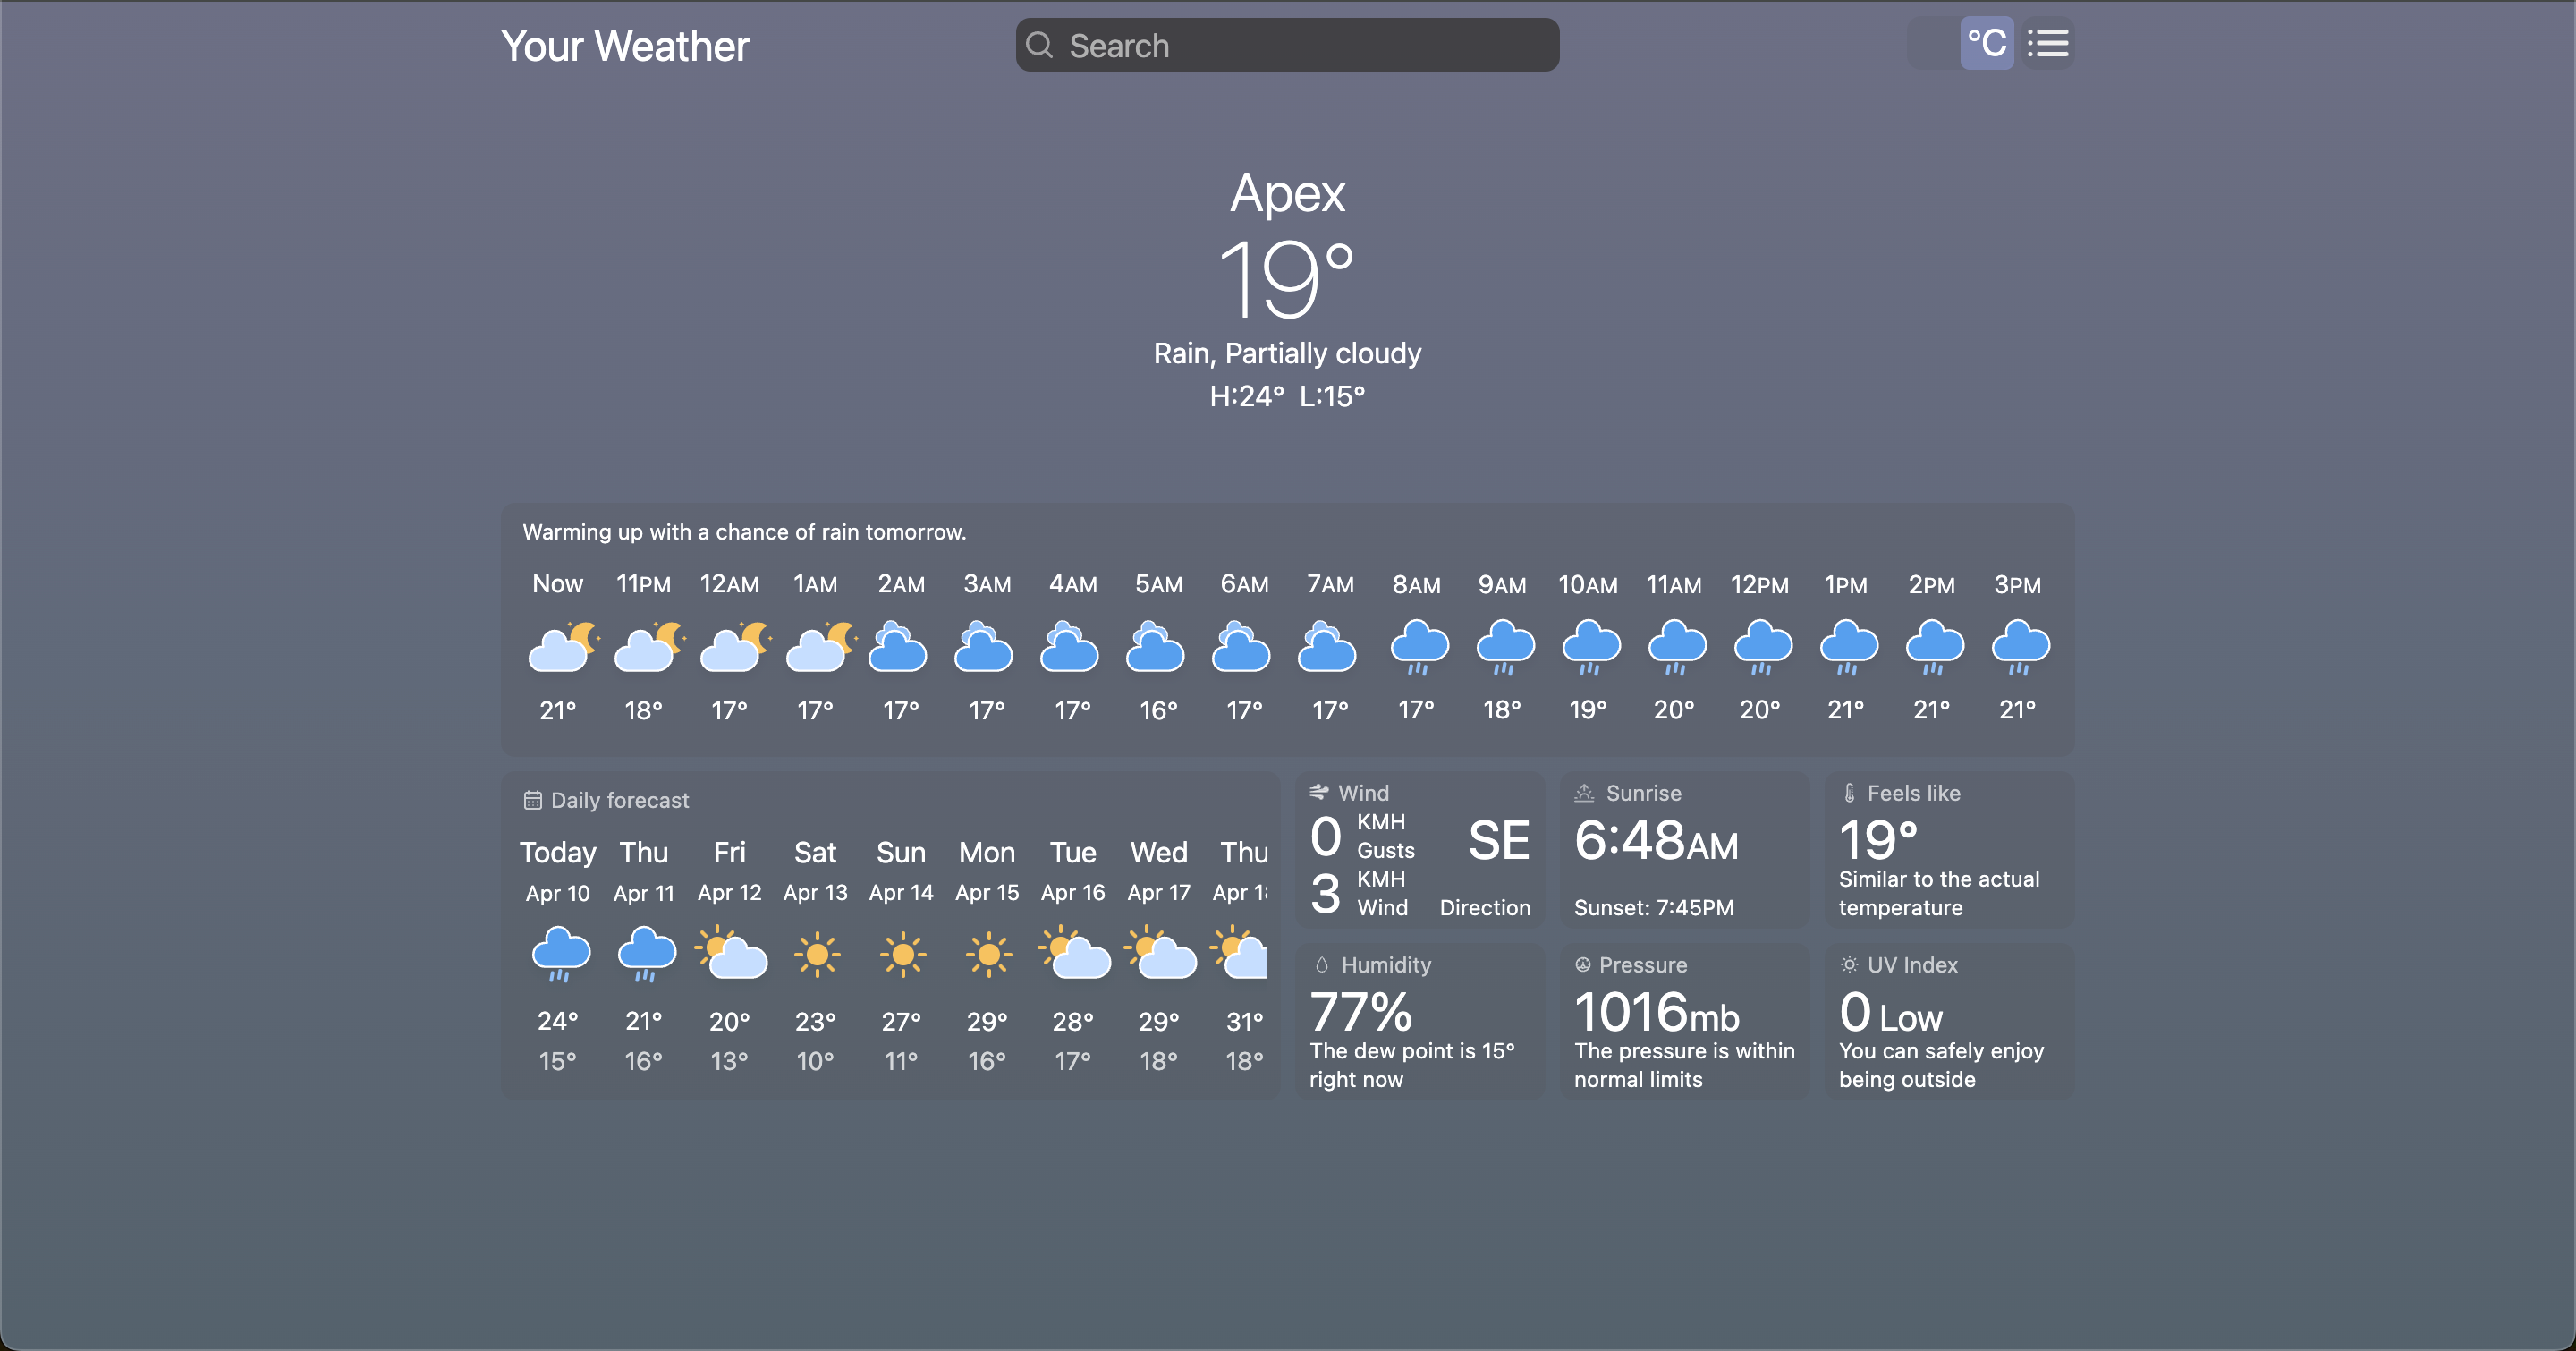 Your Weather
Search
°C
Apex
19°
Rain, Partially cloudy
H:24° L:15°
Warming up with a chance of rain tomorrow.
Now 11PM 12AM 1AM 2AM 3AM 4AM 5AM 6AM 7AM 8AM 9AM 10AM 11AM 12PM 1PM 2PM 3PM
21° 18° 17° 17° 17° 17° 17° 16° 17° 17° 17° 18° 19° 20° 20° 21° 21° 21°
Daily forecast
Today Thu Fri Sat Sun Mon Tue Wed Thu
Apr 10 Apr 11 Apr 12 Apr 13 Apr 14 Apr 15 Apr 16 Apr 17 Apr
24° 21° 20° 23° 27° 29° 28° 29° 31°
15° 16° 13° 10° 11° 16° 17° 18° 18°
Wind
0 KMH Gusts
3 KMH Wind
SE
Direction
Sunrise
6:48AM
Sunset: 7:45PM
Feels like
19°
Similar to the actual
temperature
Humidity
77%
The dew point is 15°
right now
Pressure
1016mb
The pressure is within
normal limits
UV Index
0 Low
You can safely enjoy
being outside